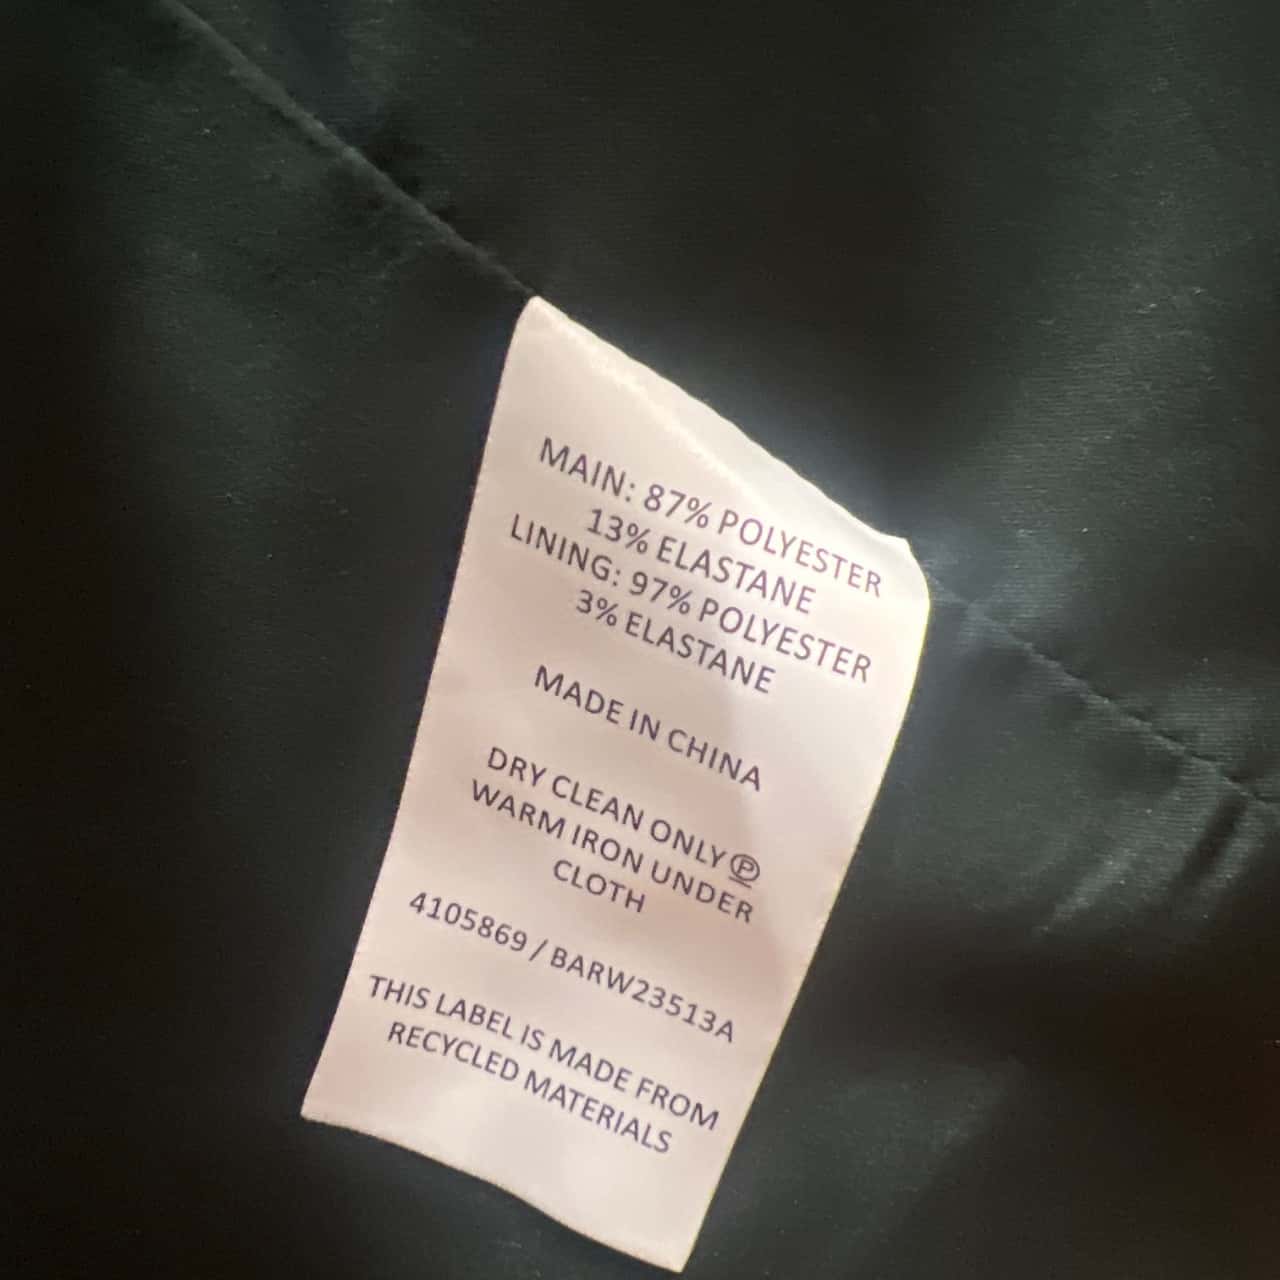 MAIN: 87% POLYESTER
13% ELASTANE
LINING: 97% POLYESTER
3% ELASTANE
MADE IN CHINA
DRY CLEAN ONLY Ⓟ
WARM IRON UNDER
CLOTH
4105869 / BARW23513A
THIS LABEL IS MADE FROM
RECYCLED MATERIALS